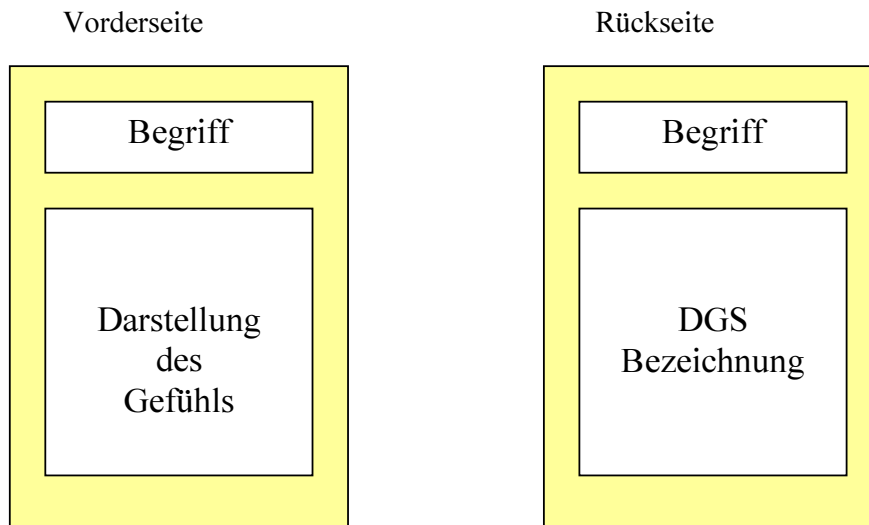 Vorderseite
Rückseite
Begriff
Begriff
Darstellung
des
Gefühls
DGS
Bezeichnung